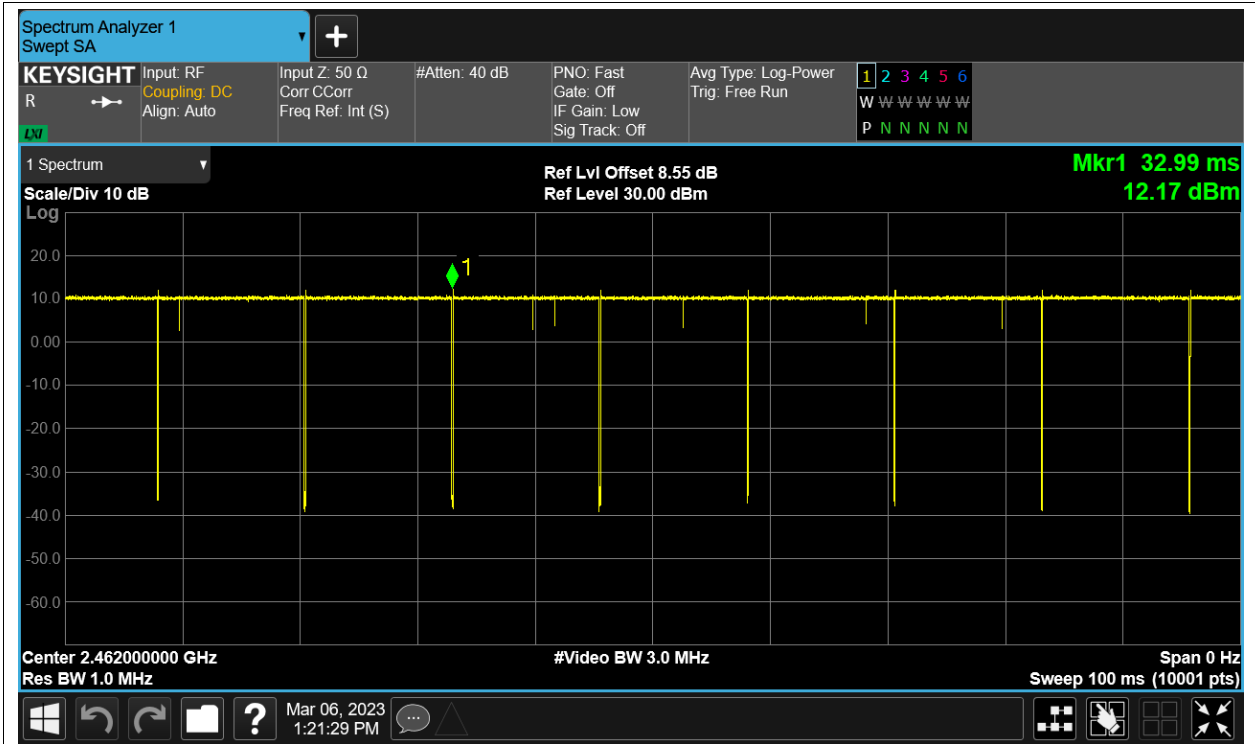 Spectrum Analyzer 1
Swept SA
KEYSIGHT
R
LXI
Input: RF
Coupling: DC
Align: Auto
Input Z: 50 Ω
Corr CCorr
Freq Ref: Int (S)
#Atten: 40 dB
PNO: Fast
Gate: Off
IF Gain: Low
Sig Track: Off
Avg Type: Log-Power
Trig: Free Run
1 2 3 4 5 6
W W W W W W
P N N N N N
1 Spectrum
Scale/Div 10 dB
Log
Ref Lvl Offset 8.55 dB
Ref Level 30.00 dBm
Mkr1 32.99 ms
12.17 dBm
1
20.0
10.0
0.00
-10.0
-20.0
-30.0
-40.0
-50.0
-60.0
Center 2.462000000 GHz
#Video BW 3.0 MHz
Span 0 Hz
Res BW 1.0 MHz
Sweep 100 ms (10001 pts)
?
Mar 06, 2023
1:21:29 PM